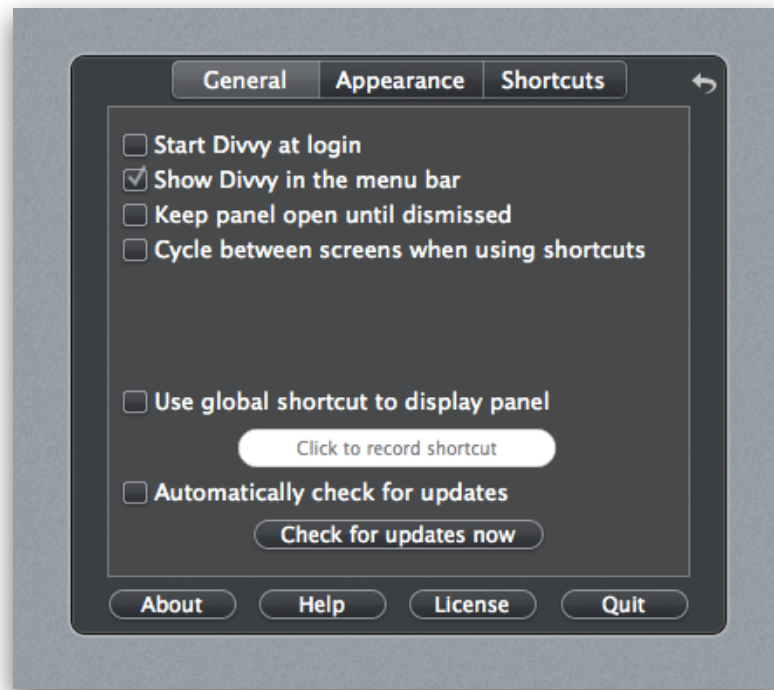 General Appearance Shortcuts
Start Divvy at login
Show Divvy in the menu bar
Keep panel open until dismissed
Cycle between screens when using shortcuts
Use global shortcut to display panel
Click to record shortcut
Automatically check for updates
Check for updates now
About Help License Quit